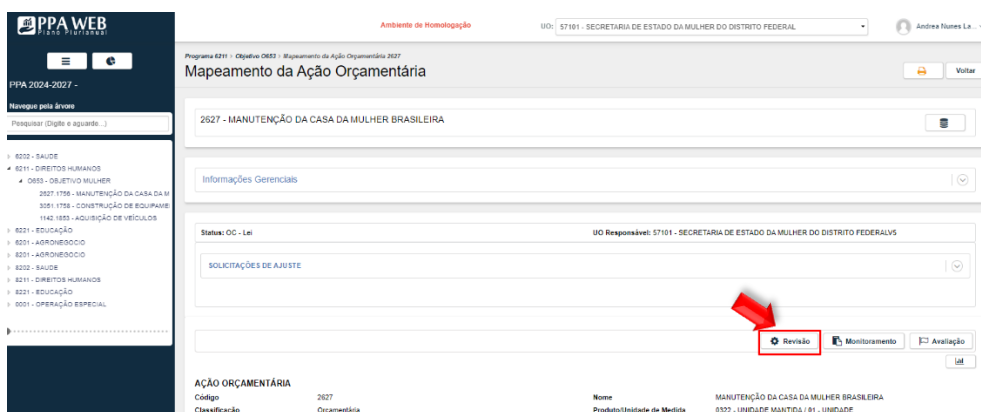 PPA WEB
Plano Plurianual
Ambiente de Homologação
UO: 57101 - SECRETARIA DE ESTADO DA MULHER DO DISTRITO FEDERAL
Andrea Nunes La...
PPA 2024-2027 -
Navegue pela árvore
Pesquisar (Digite e aguarde...)
6202 - SAUDE
6211 - DIREITOS HUMANOS
O653 - OBJETIVO MULHER
2627.1756 - MANUTENÇÃO DA CASA DA M
3051.1758 - CONSTRUÇÃO DE EQUIPAME
1142.1853 - AQUISIÇÃO DE VEÍCULOS
6221 - EDUCAÇÃO
6201 - AGRONEGOCIO
8201 - AGRONEGOCIO
8202 - SAUDE
8211 - DIREITOS HUMANOS
8221 - EDUCAÇÃO
0001 - OPERAÇÃO ESPECIAL
Programa 6211 > Objetivo O653 > Mapeamento da Ação Orçamentária 2627
Mapeamento da Ação Orçamentária
Voltar
2627 - MANUTENÇÃO DA CASA DA MULHER BRASILEIRA
Informações Gerenciais
Status: OC - Lei
UO Responsável: 57101 - SECRETARIA DE ESTADO DA MULHER DO DISTRITO FEDERALVS
SOLICITAÇÕES DE AJUSTE
Revisão
Monitoramento
Avaliação
AÇÃO ORÇAMENTÁRIA
Código 2627
Nome MANUTENÇÃO DA CASA DA MULHER BRASILEIRA
Classificação Orçamentária
Produto/Unidade de Medida 0322 - UNIDADE MANTIDA / 01 - UNIDADE